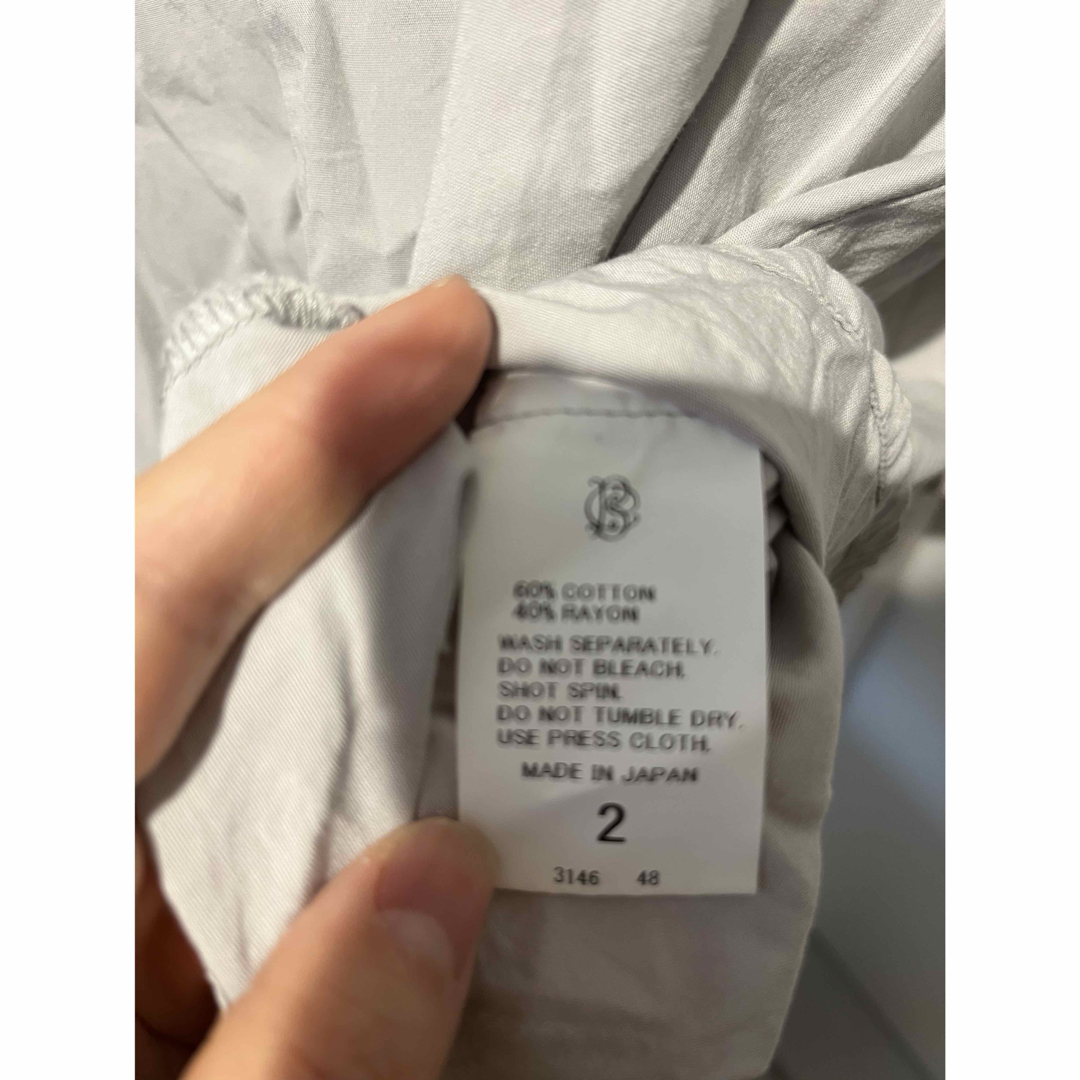 60% COTTON
40% RAYON
WASH SEPARATELY.
DO NOT BLEACH.
SHOT SPIN.
DO NOT TUMBLE DRY.
USE PRESS CLOTH.
MADE IN JAPAN
2
3146 48